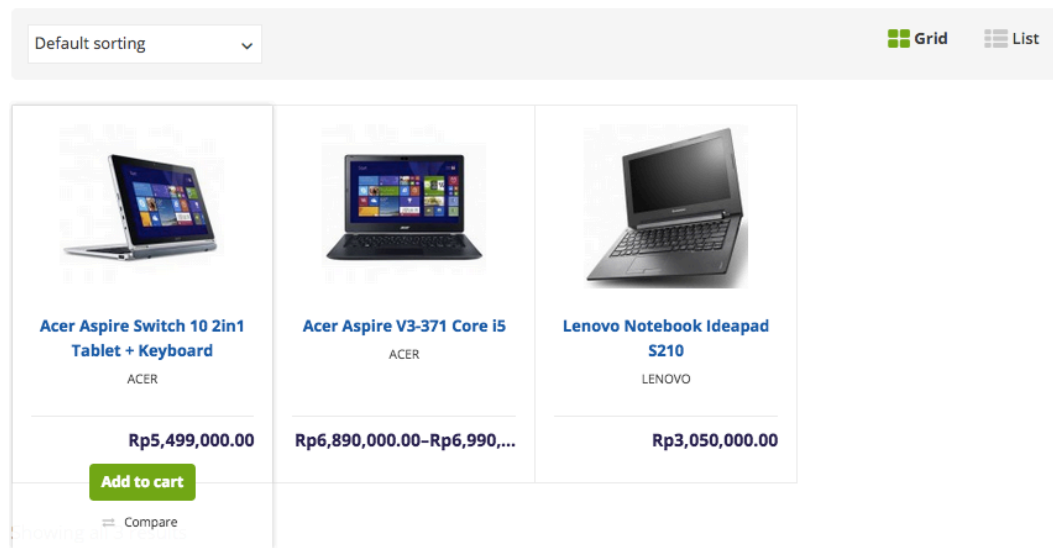 Default sorting
Grid
List
Acer Aspire Switch 10 2in1
Tablet + Keyboard
ACER
Rp5,499,000.00
Add to cart
Compare
Acer Aspire V3-371 Core i5
ACER
Rp6,890,000.00–Rp6,990,...
Lenovo Notebook Ideapad
S210
LENOVO
Rp3,050,000.00